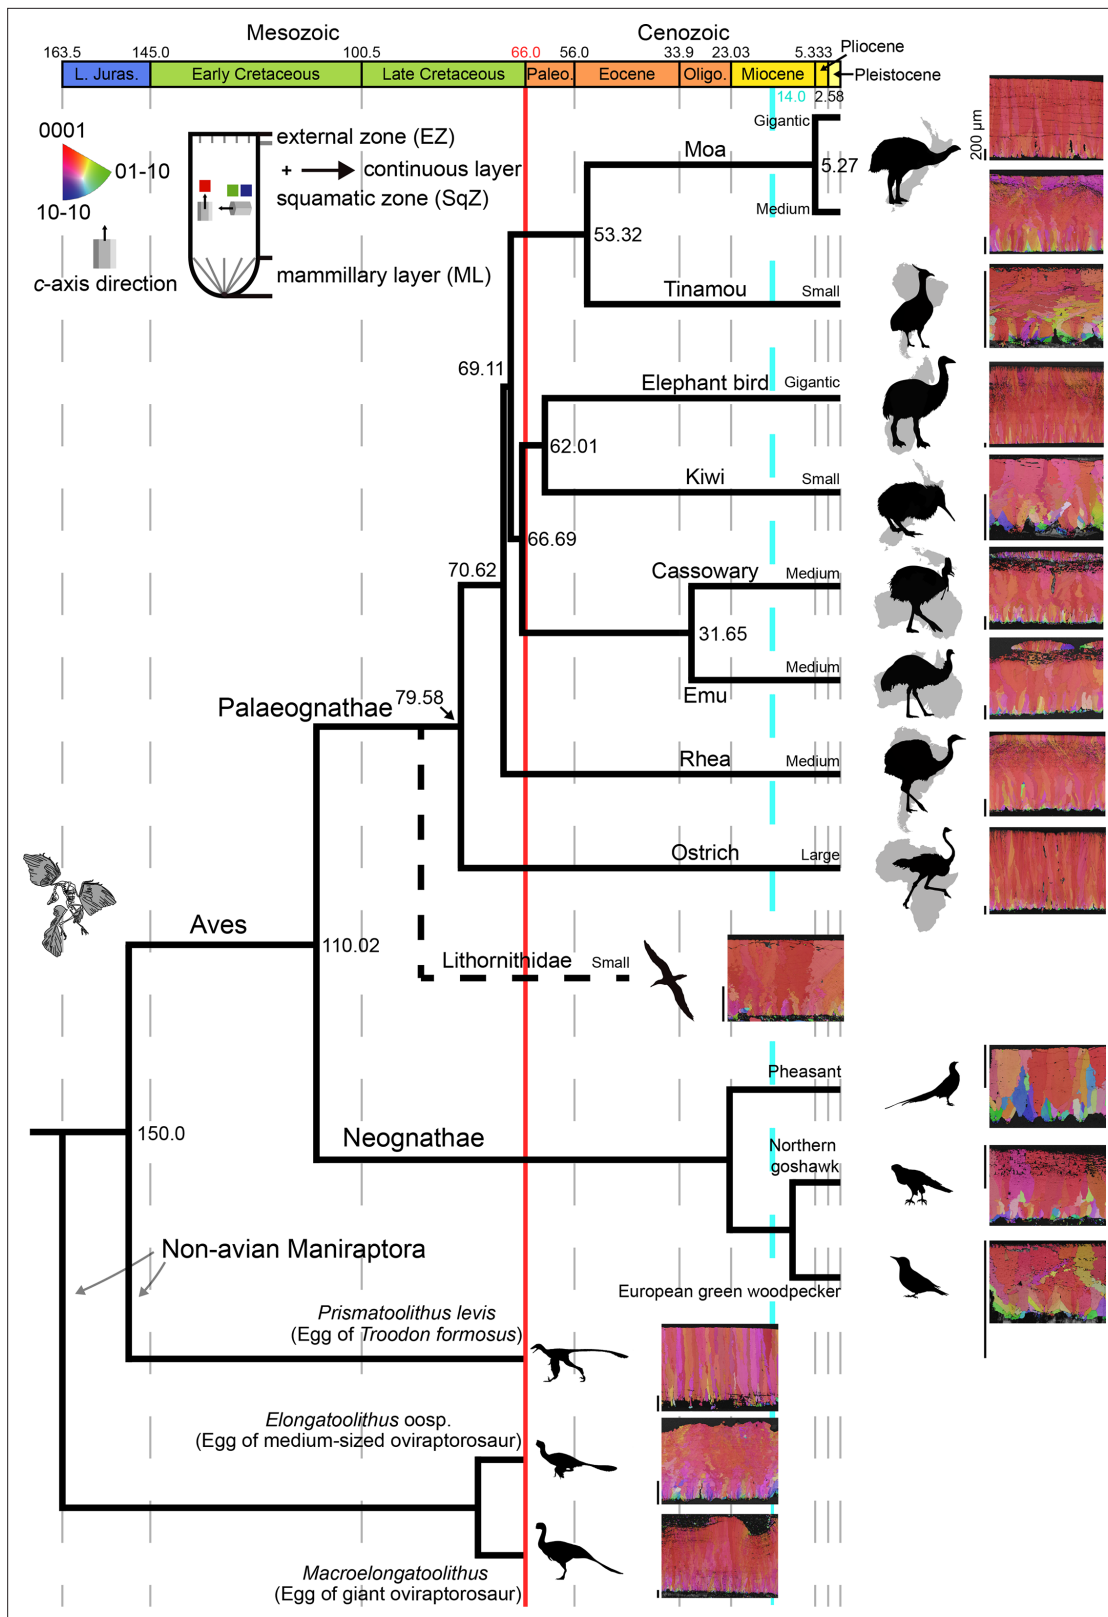 Mesozoic
Cenozoic
163.5
145.0
100.5
66.0
56.0
33.9
23.03
5.333
Pliocene
L. Juras.
Early Cretaceous
Late Cretaceous
Paleo.
Eocene
Oligo.
Miocene
Pleistocene
14.0
2.58
0001
01-10
10-10
c-axis direction
external zone (EZ)
+
continuous layer
squamatic zone (SqZ)
mammillary layer (ML)
200 μm
Gigantic
Moa
5.27
Medium
53.32
Tinamou
Small
69.11
Elephant bird
Gigantic
62.01
Kiwi
Small
66.69
70.62
Cassowary
Medium
31.65
Medium
Emu
79.58
Palaeognathae
Rhea
Medium
Ostrich
Large
Aves
110.02
Lithornithidae
Small
Pheasant
150.0
Neognathae
Northern
goshawk
Non-avian Maniraptora
European green woodpecker
Prismatoolithus levis
(Egg of Troodon formosus)
Elongatoolithus oosp.
(Egg of medium-sized oviraptorosaur)
Macroelongatoolithus
(Egg of giant oviraptorosaur)